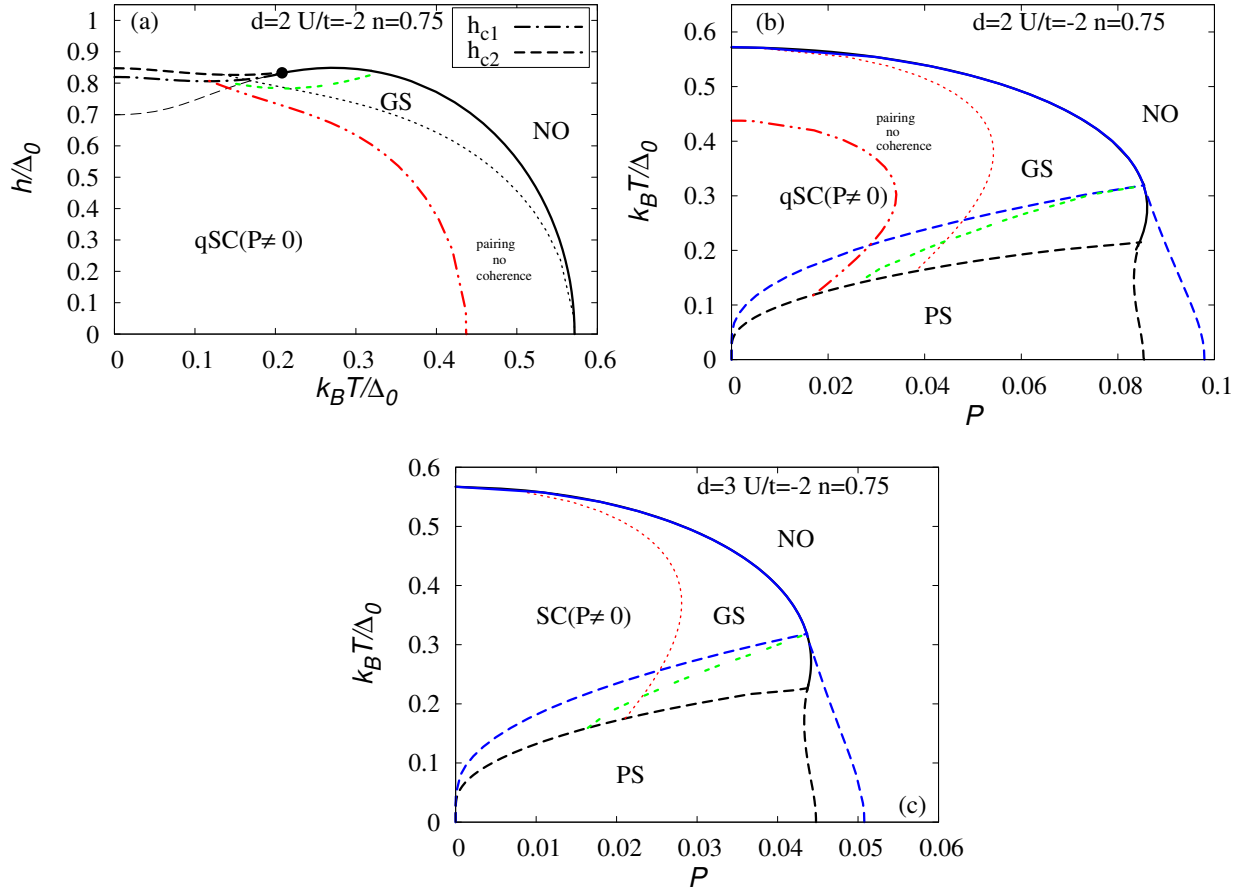 (a)
d=2 U/t=-2 n=0.75
h_c1
h_c2
1
0.9
0.8
0.7
0.6
0.5
0.4
0.3
0.2
0.1
0
h/Δ_0
GS
NO
qSC(P≠0)
pairing
no
coherence
0 0.1 0.2 0.3 0.4 0.5 0.6
k_BT/Δ_0
(b)
d=2 U/t=-2 n=0.75
0.6
0.5
0.4
0.3
0.2
0.1
0
k_BT/Δ_0
pairing
no
coherence
NO
GS
qSC(P≠0)
PS
0 0.02 0.04 0.06 0.08 0.1
P
d=3 U/t=-2 n=0.75
0.6
0.5
0.4
0.3
0.2
0.1
0
k_BT/Δ_0
NO
SC(P≠0)
GS
PS
(c)
0 0.01 0.02 0.03 0.04 0.05 0.06
P